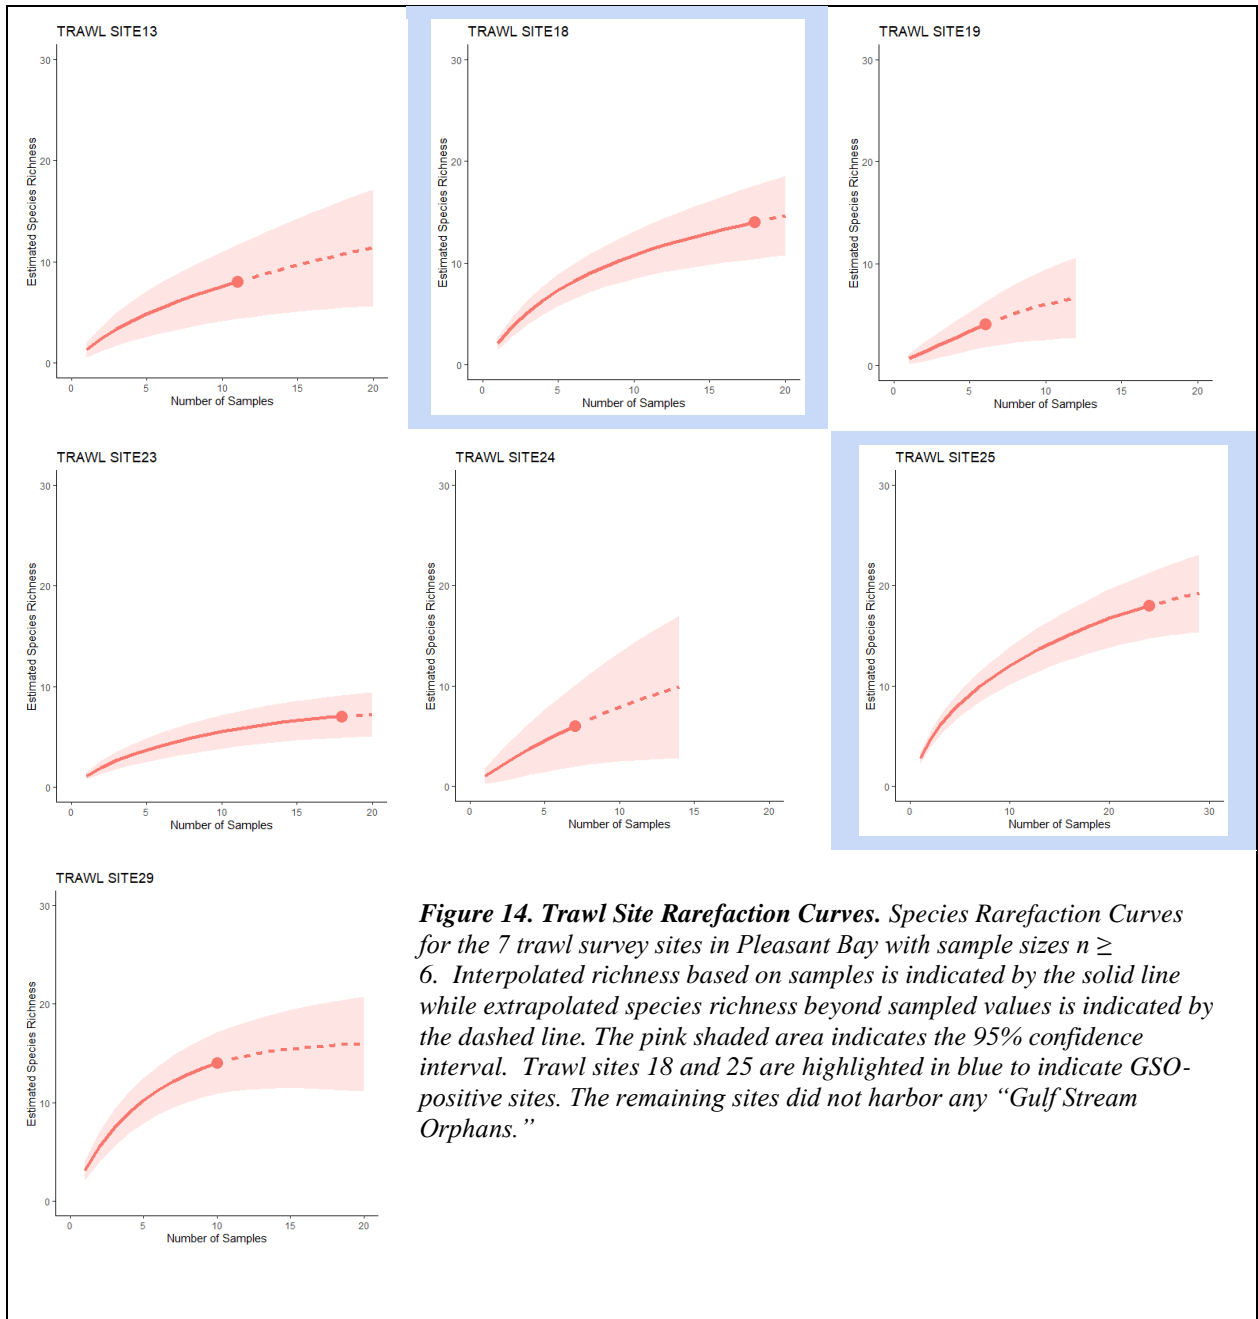 TRAWL SITE13
30
20
10
0
Estimated Species Richness
0 5 10 15 20
Number of Samples
TRAWL SITE18
30
20
10
0
Estimated Species Richness
0 5 10 15 20
Number of Samples
TRAWL SITE19
30
20
10
0
Estimated Species Richness
0 5 10 15 20
Number of Samples
TRAWL SITE23
30
20
10
0
Estimated Species Richness
0 5 10 15 20
Number of Samples
TRAWL SITE24
30
20
10
0
Estimated Species Richness
0 5 10 15 20
Number of Samples
TRAWL SITE25
30
20
10
0
Estimated Species Richness
0 10 20 30
Number of Samples
TRAWL SITE29
30
20
10
0
Estimated Species Richness
0 5 10 15 20
Number of Samples
Figure 14. Trawl Site Rarefaction Curves. Species Rarefaction Curves
for the 7 trawl survey sites in Pleasant Bay with sample sizes n ≥
6. Interpolated richness based on samples is indicated by the solid line
while extrapolated species richness beyond sampled values is indicated by
the dashed line. The pink shaded area indicates the 95% confidence
interval. Trawl sites 18 and 25 are highlighted in blue to indicate GSO-
positive sites. The remaining sites did not harbor any “Gulf Stream
Orphans.”